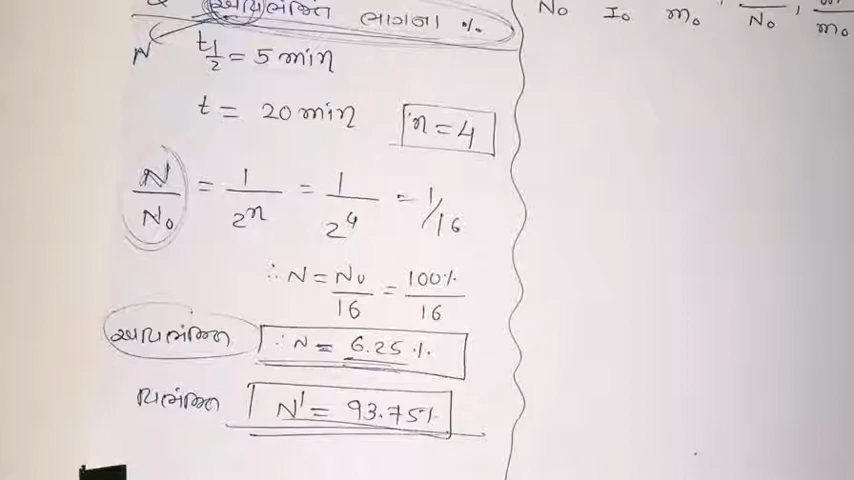 અવિભંજિત ભાગના %.
N
t1/2 = 5 min
t = 20 min n = 4
N/N₀ = 1/2ⁿ = 1/2⁴ = 1/16
∴ N = N₀/16 = 100%/16
અવિભંજિત ∴ N = 6.25 %.
વિભંજિત N' = 93.75%
N₀ I₀ m₀ N₀ , m₀